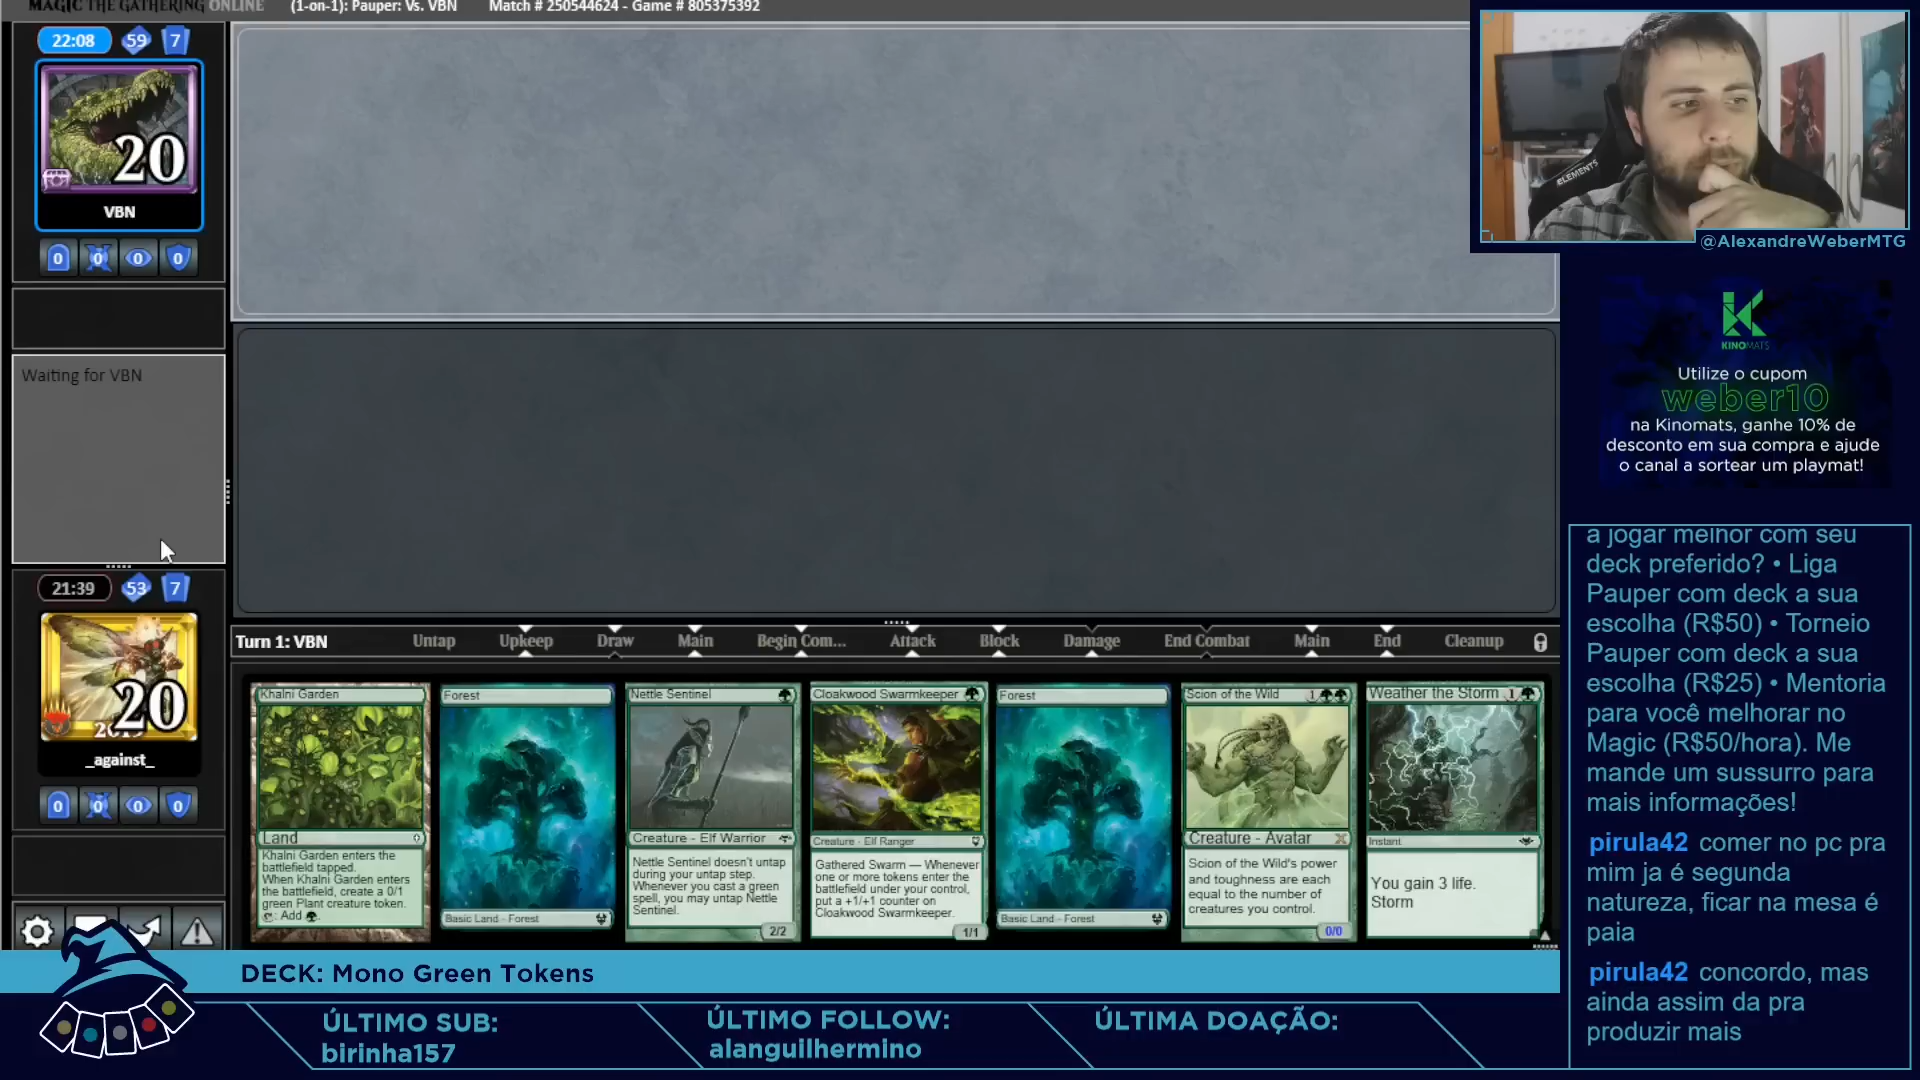 MAGIC THE GATHERING ONLINE
(1-on-1): Pauper: Vs. VBN
Match # 250544624 - Game # 805375392
22:08
59
7
20
VBN
0
0
0
0
Waiting for VBN
21:39
53
7
20
_against_
0
0
0
0
Turn 1: VBN
Untap
Upkeep
Draw
Main
Begin Com...
Attack
Block
Damage
End Combat
Main
End
Cleanup
Khalni Garden
Land
Khalni Garden enters the
battlefield tapped.
When Khalni Garden enters
the battlefield, create a 0/1
green Plant creature token.
: Add
Forest
Basic Land - Forest
Nettle Sentinel
Creature - Elf Warrior
Nettle Sentinel doesn't untap
during your untap step.
Whenever you cast a green
spell, you may untap Nettle
Sentinel.
2/2
Cloakwood Swarmkeeper
Creature - Elf Ranger
Gathered Swarm — Whenever
one or more tokens enter the
battlefield under your control,
put a +1/+1 counter on
Cloakwood Swarmkeeper.
1/1
Forest
Basic Land - Forest
Scion of the Wild
1
Creature - Avatar
Scion of the Wild's power
and toughness are each
equal to the number of
creatures you control.
0/0
Weather the Storm
1
Instant
You gain 3 life.
Storm
DECK: Mono Green Tokens
ÚLTIMO SUB:
birinha157
ÚLTIMO FOLLOW:
alanguilhermino
ÚLTIMA DOAÇÃO:
ELEMENTS
@AlexandreWeberMTG
KINOMATS
Utilize o cupom
weber10
na Kinomats, ganhe 10% de
desconto em sua compra e ajude
o canal a sortear um playmat!
a jogar melhor com seu
deck preferido? • Liga
Pauper com deck a sua
escolha (R$50) • Torneio
Pauper com deck a sua
escolha (R$25) • Mentoria
para você melhorar no
Magic (R$50/hora). Me
mande um sussurro para
mais informações!
pirula42 comer no pc pra
mim ja é segunda
natureza, ficar na mesa é
paia
pirula42 concordo, mas
ainda assim da pra
produzir mais